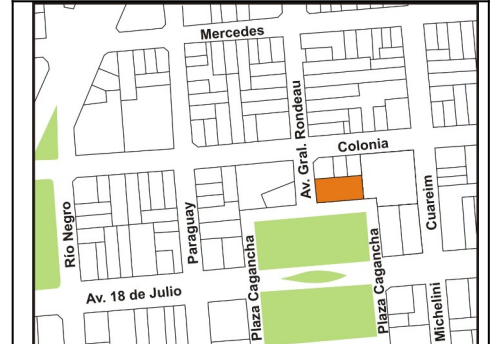 Mercedes
Av. Gral. Rondeau
Colonia
Río Negro
Paraguay
Cuareim
Plaza Cagancha
Plaza Cagancha
Av. 18 de Julio
Michelini